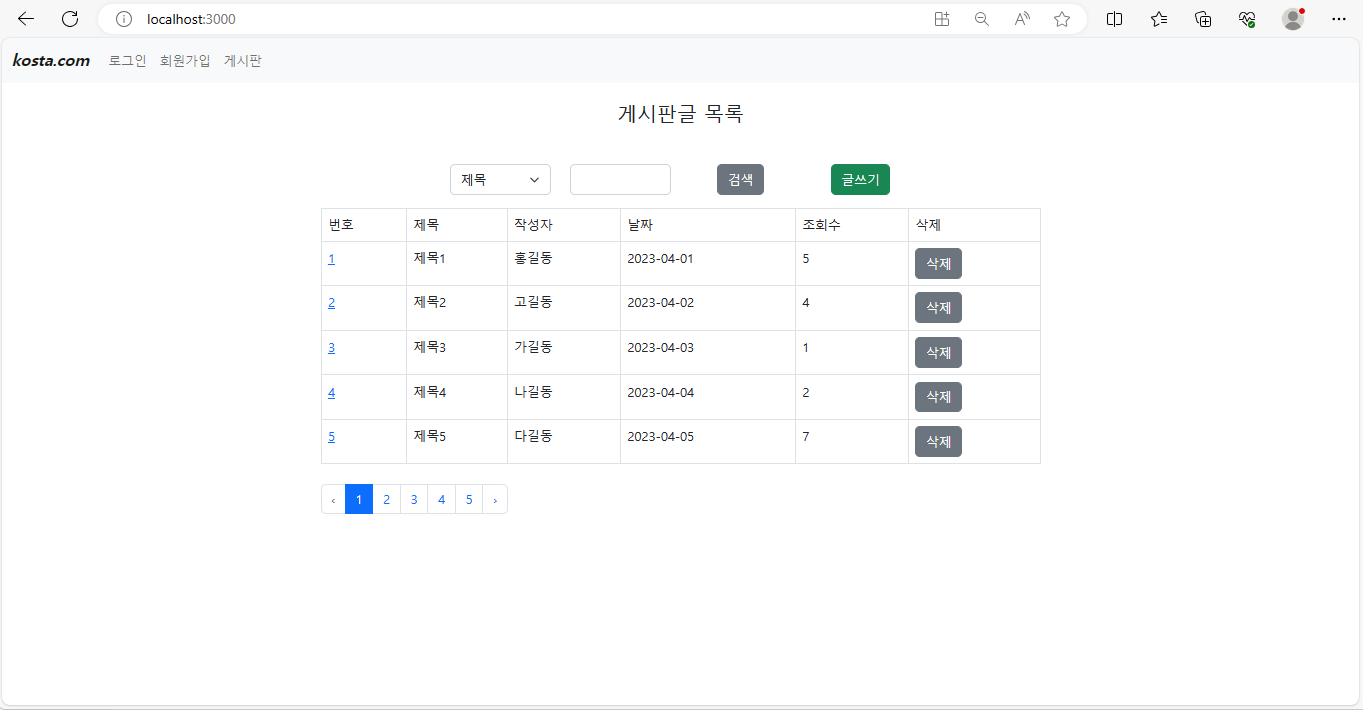 localhost:3000
kosta.com 로그인 회원가입 게시판
게시판글 목록
제목 검색 글쓰기
번호 제목 작성자 날짜 조회수 삭제
1 제목1 홍길동 2023-04-01 5 삭제
2 제목2 고길동 2023-04-02 4 삭제
3 제목3 가길동 2023-04-03 1 삭제
4 제목4 나길동 2023-04-04 2 삭제
5 제목5 다길동 2023-04-05 7 삭제
‹ 1 2 3 4 5 ›